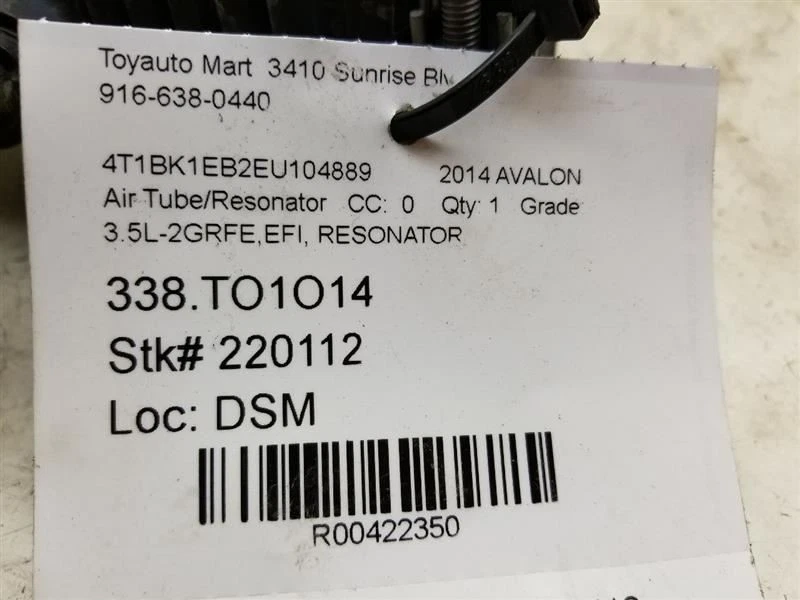 Toyauto Mart 3410 Sunrise
916-638-0440
4T1BK1EB2EU104889 2014 AVALON
Air Tube/Resonator CC: 0 Qty: 1 Grade
3.5L-2GRFE,EFI, RESONATOR
338.TO1O14
Stk# 220112
Loc: DSM
R00422350